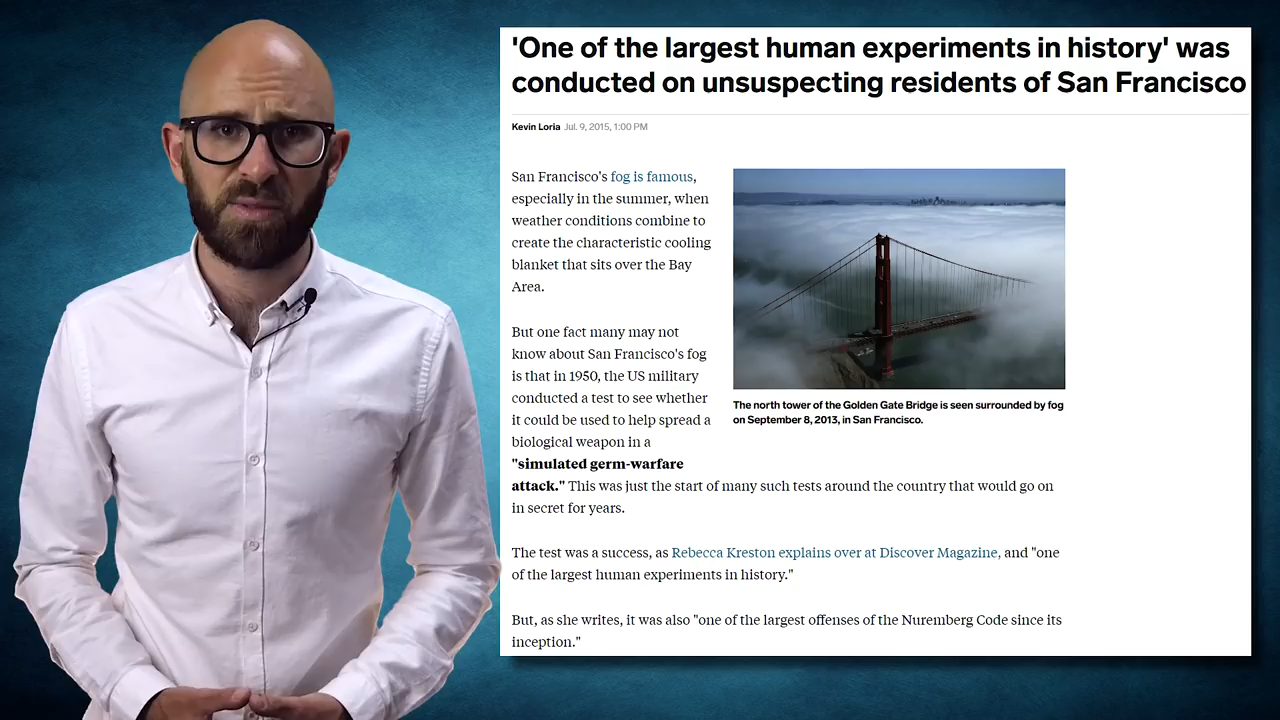 'One of the largest human experiments in history' was
conducted on unsuspecting residents of San Francisco
Kevin Loria Jul. 9, 2015, 1:00 PM
San Francisco's fog is famous,
especially in the summer, when
weather conditions combine to
create the characteristic cooling
blanket that sits over the Bay
Area.
But one fact many may not
know about San Francisco's fog
is that in 1950, the US military
conducted a test to see whether
it could be used to help spread a
biological weapon in a
"simulated germ-warfare
attack." This was just the start of many such tests around the country that would go on
in secret for years.
The north tower of the Golden Gate Bridge is seen surrounded by fog
on September 8, 2013, in San Francisco.
The test was a success, as Rebecca Kreston explains over at Discover Magazine, and "one
of the largest human experiments in history."
But, as she writes, it was also "one of the largest offenses of the Nuremberg Code since its
inception."